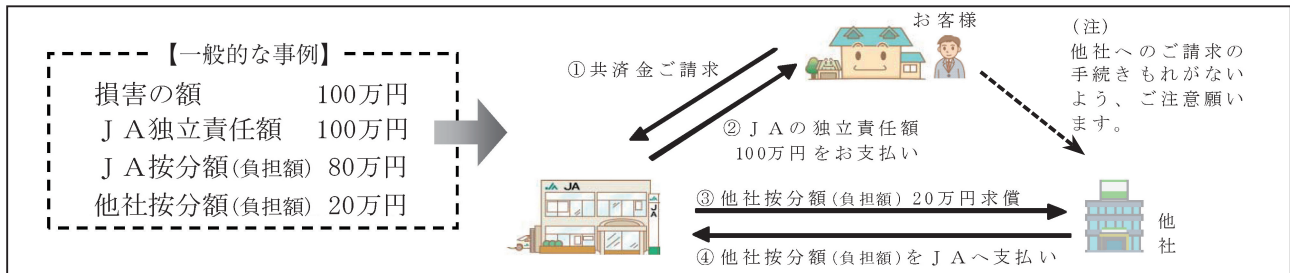 【一般的な事例】
損害の額 100万円
ＪＡ独立責任額 100万円
ＪＡ按分額(負担額) 80万円
他社按分額(負担額) 20万円
お客様
①共済金ご請求
②ＪＡの独立責任額
100万円をお支払い
(注)
他社へのご請求の
手続きもれがない
よう、ご注意願い
ます。
JA JA
JA
③他社按分額(負担額) 20万円求償
④他社按分額(負担額)をＪＡへ支払い
他
社